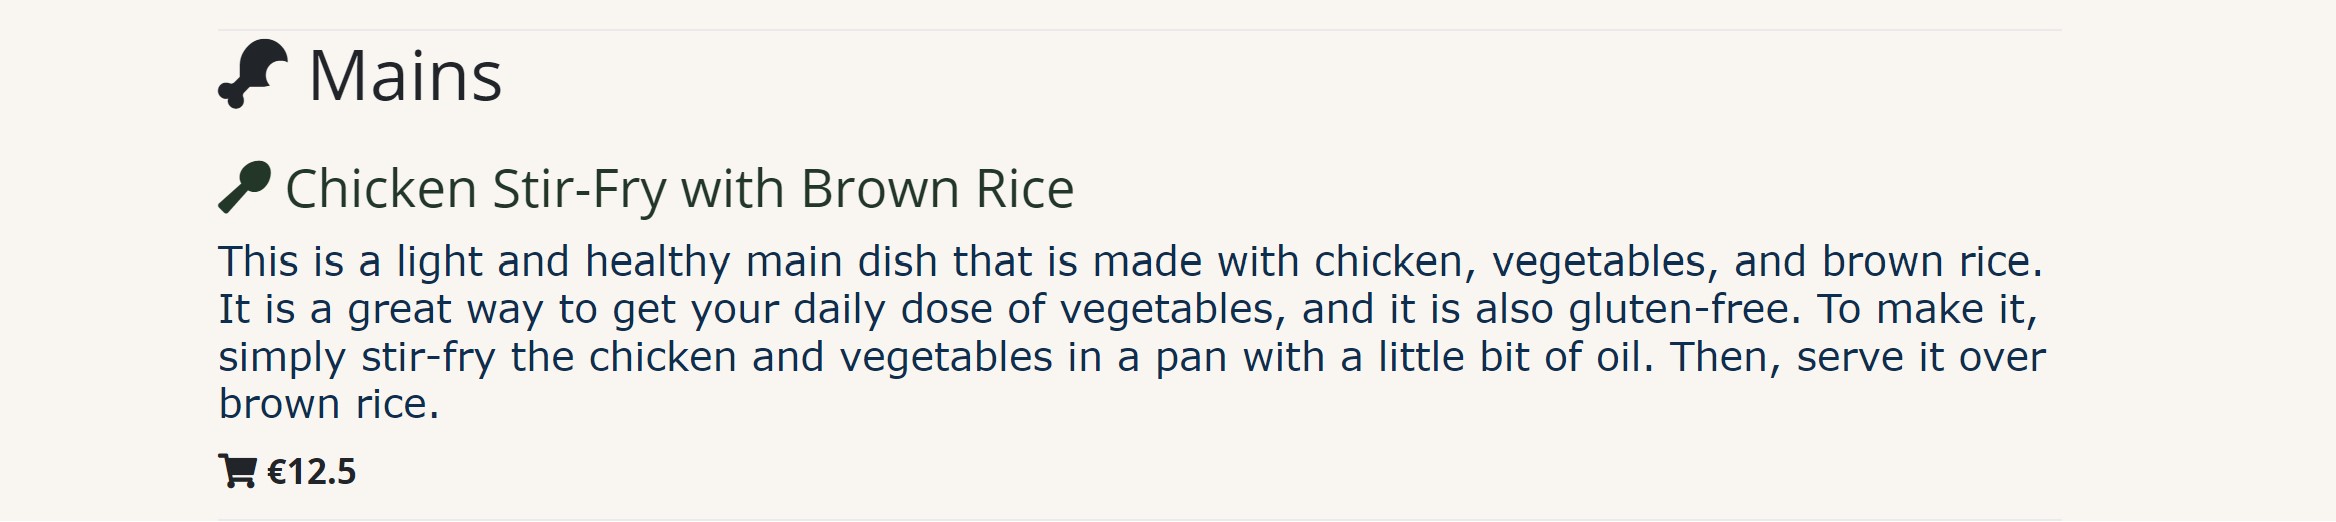 Mains
Chicken Stir-Fry with Brown Rice
This is a light and healthy main dish that is made with chicken, vegetables, and brown rice.
It is a great way to get your daily dose of vegetables, and it is also gluten-free. To make it,
simply stir-fry the chicken and vegetables in a pan with a little bit of oil. Then, serve it over
brown rice.
€12.5